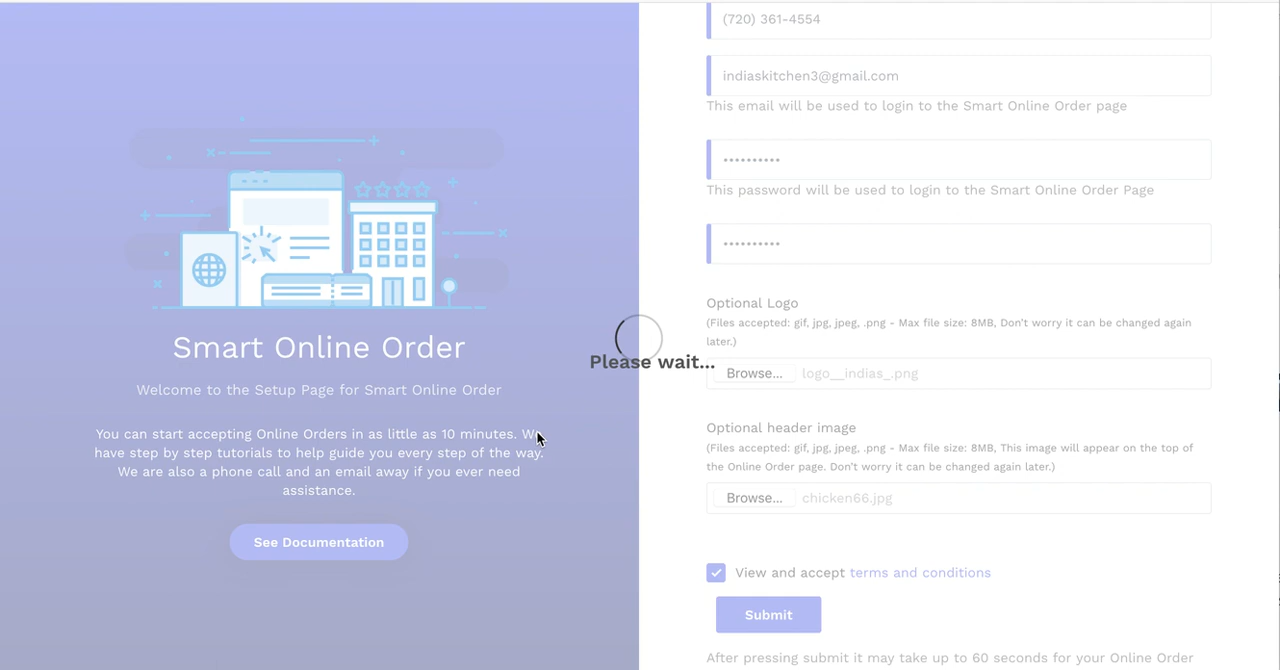 (720) 361-4554
indiaskitchen3@gmail.com
This email will be used to login to the Smart Online Order page
••••••••••
This password will be used to login to the Smart Online Order Page
••••••••••
Optional Logo
(Files accepted: gif, jpg, jpeg, .png - Max file size: 8MB, Don't worry it can be changed again
later.)
Browse... logo__indias_.png
Optional header image
(Files accepted: gif, jpg, jpeg, .png - Max file size: 8MB, This image will appear on the top of
the Online Order page. Don't worry it can be changed again later.)
Browse... chicken66.jpg
View and accept terms and conditions
Submit
After pressing submit it may take up to 60 seconds for your Online Order
Please wait...
Smart Online Order
Welcome to the Setup Page for Smart Online Order
You can start accepting Online Orders in as little as 10 minutes. We
have step by step tutorials to help guide you every step of the way.
We are also a phone call and an email away if you ever need
assistance.
See Documentation